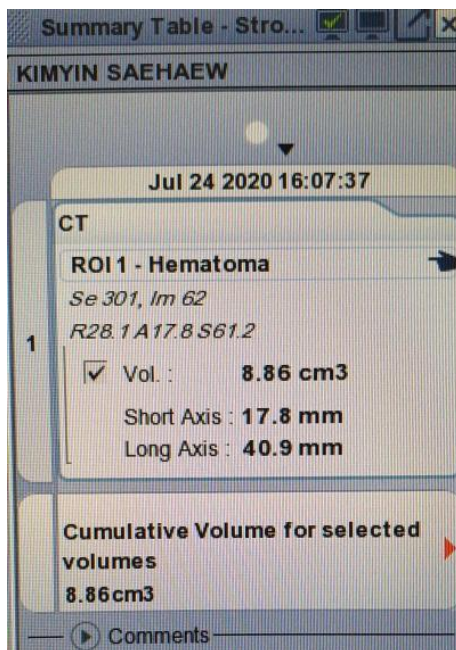 Summary Table - Stro...
KIMYIN SAEHAEW
Jul 24 2020 16:07:37
CT
ROI 1 - Hematoma
Se 301, Im 62
R28.1 A17.8 S61.2
1
Vol. : 8.86 cm3
Short Axis : 17.8 mm
Long Axis : 40.9 mm
Cumulative Volume for selected
volumes
8.86cm3
Comments